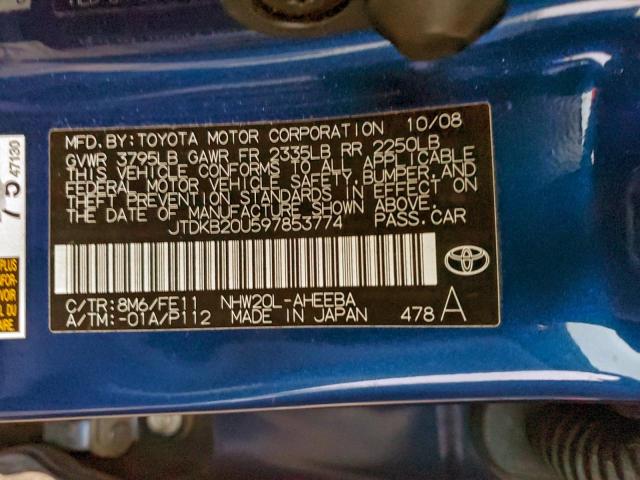 MFD. BY: TOYOTA MOTOR CORPORATION 10/08
GVWR 3795LB GAWR FR 2335LB RR 2250LB
THIS VEHICLE CONFORMS TO ALL APPLICABLE
FEDERAL MOTOR VEHICLE SAFETY, BUMPER, AND
THEFT PREVENTION STANDARDS IN EFFECT ON
THE DATE OF MANUFACTURE SHOWN ABOVE.
JTDKB20U597853774 PASS. CAR
C/TR: 8M6/FE11 NHW20L-AHEEBA
A/TM: -01A/P112 MADE IN JAPAN 478 A
47130
PLUS